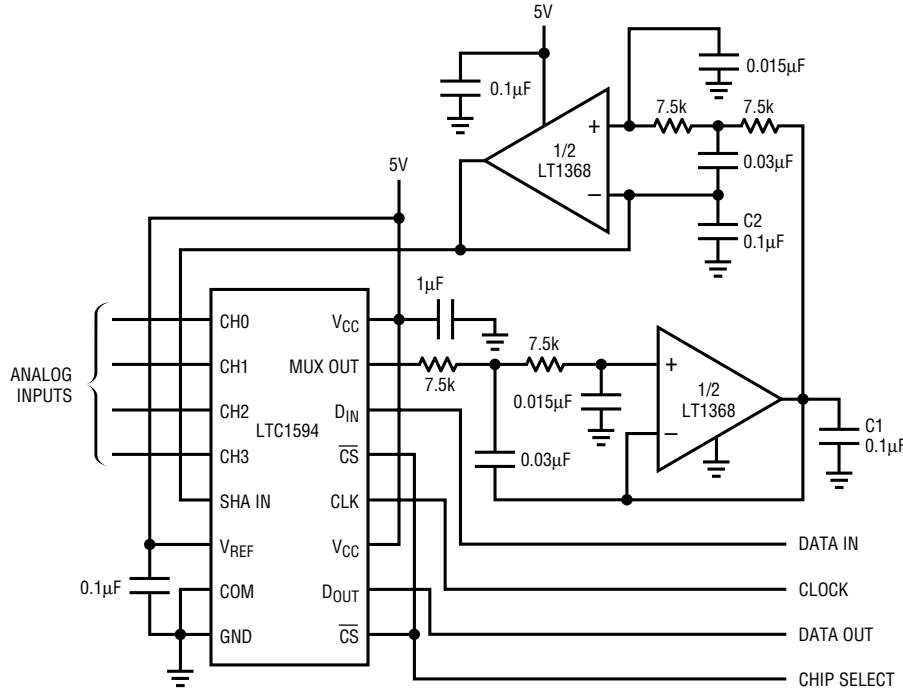 5V
0.1µF
0.015µF
7.5k
7.5k
+
1/2
LT1368
–
0.03µF
C2
0.1µF
5V
1µF
ANALOG
INPUTS
CH0
CH1
CH2
CH3
SHA IN
VREF
COM
GND
LTC1594
VCC
MUX OUT
DIN
CS
CLK
VCC
DOUT
CS
7.5k
7.5k
0.015µF
0.03µF
+
1/2
LT1368
–
C1
0.1µF
0.1µF
DATA IN
CLOCK
DATA OUT
CHIP SELECT